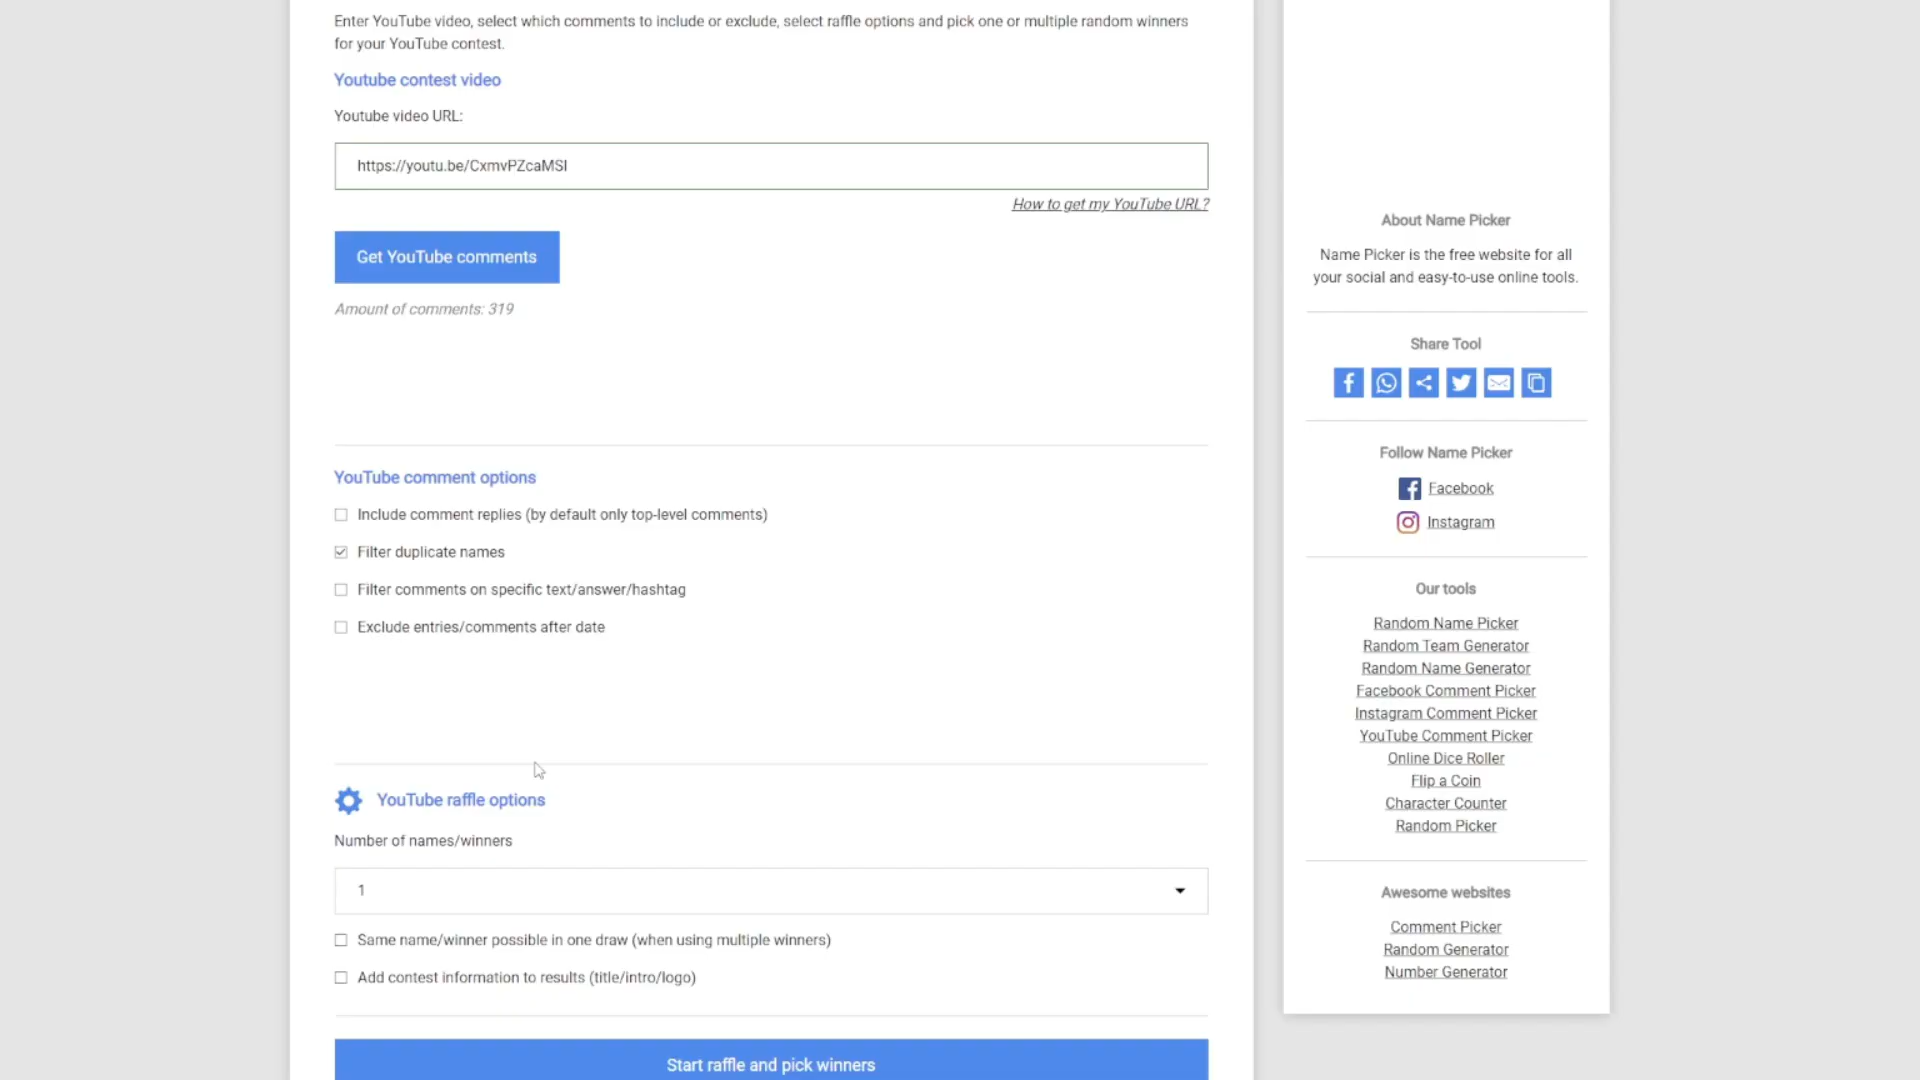 Enter YouTube video, select which comments to include or exclude, select raffle options and pick one or multiple random winners
for your YouTube contest.
Youtube contest video
Youtube video URL:
https://youtu.be/CxmvPZcaMSI
How to get my YouTube URL?
Get YouTube comments
Amount of comments: 319
YouTube comment options
Include comment replies (by default only top-level comments)
Filter duplicate names
Filter comments on specific text/answer/hashtag
Exclude entries/comments after date
YouTube raffle options
Number of names/winners
1
Same name/winner possible in one draw (when using multiple winners)
Add contest information to results (title/intro/logo)
Start raffle and pick winners
About Name Picker
Name Picker is the free website for all
your social and easy-to-use online tools.
Share Tool
Follow Name Picker
Facebook
Instagram
Our tools
Random Name Picker
Random Team Generator
Random Name Generator
Facebook Comment Picker
Instagram Comment Picker
YouTube Comment Picker
Online Dice Roller
Flip a Coin
Character Counter
Random Picker
Awesome websites
Comment Picker
Random Generator
Number Generator